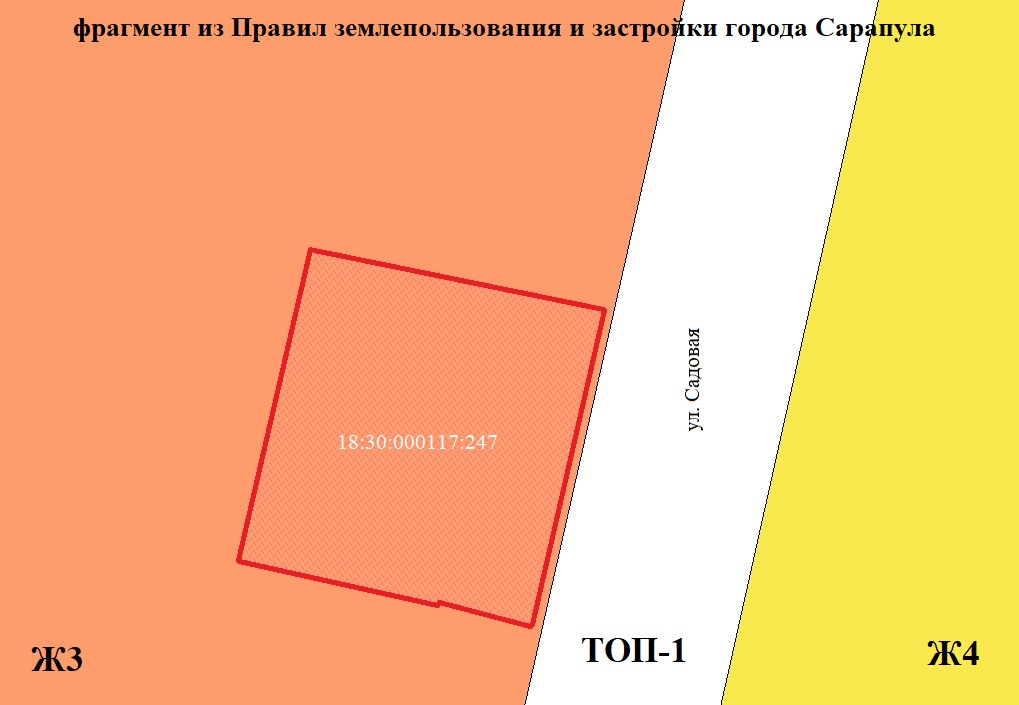 фрагмент из Правил землепользования и застройки города Сарапула
ул. Садовая
18:30:000117:247
Ж3
ТОП-1
Ж4